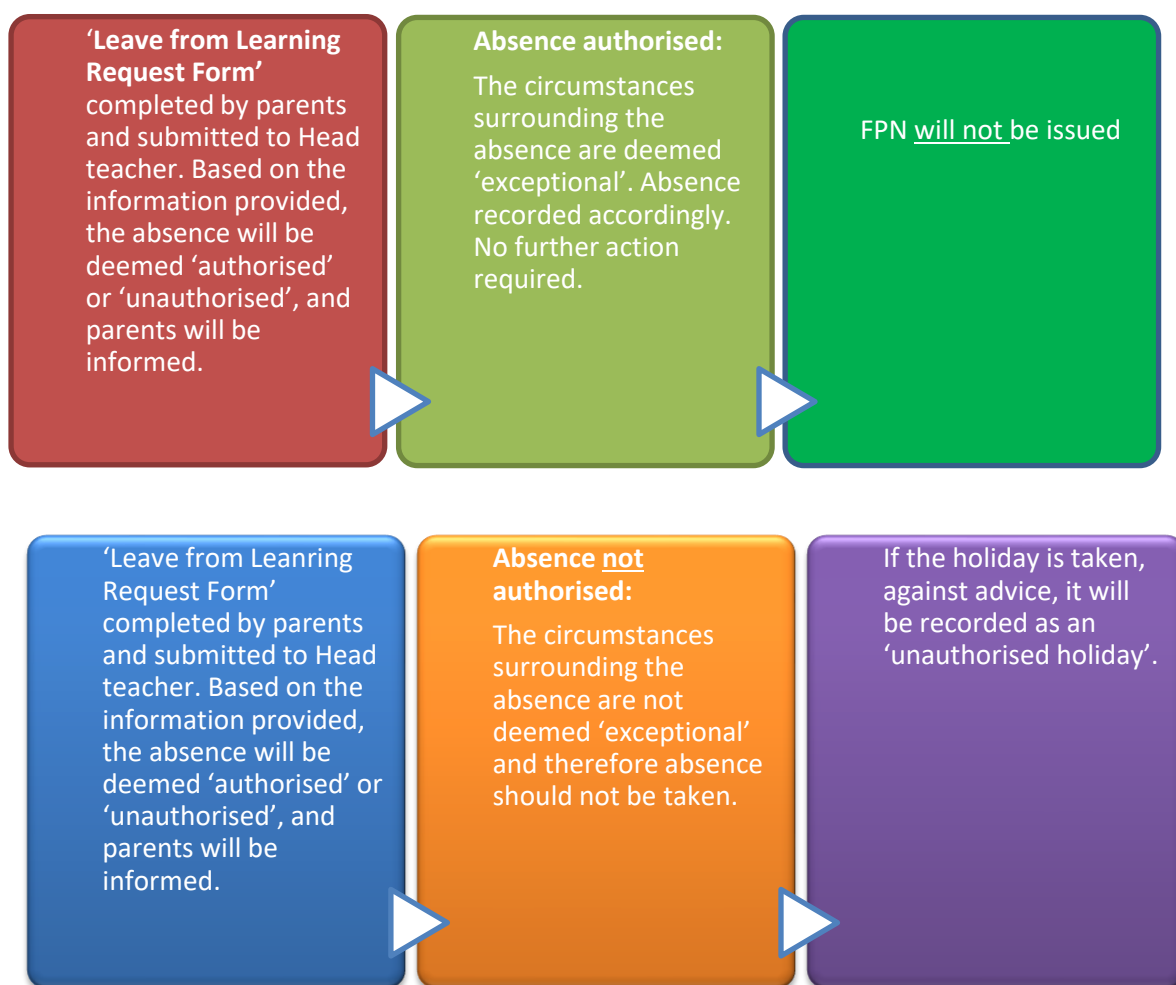 ‘Leave from Learning
Request Form’
completed by parents
and submitted to Head
teacher. Based on the
information provided,
the absence will be
deemed ‘authorised’
or ‘unauthorised’, and
parents will be
informed.
Absence authorised:
The circumstances
surrounding the
absence are deemed
‘exceptional’. Absence
recorded accordingly.
No further action
required.
FPN will not be issued
‘Leave from Leanring
Request Form’
completed by parents
and submitted to Head
teacher. Based on the
information provided,
the absence will be
deemed ‘authorised’ or
‘unauthorised’, and
parents will be
informed.
Absence not
authorised:
The circumstances
surrounding the
absence are not
deemed ‘exceptional’
and therefore absence
should not be taken.
If the holiday is taken,
against advice, it will
be recorded as an
‘unauthorised holiday’.